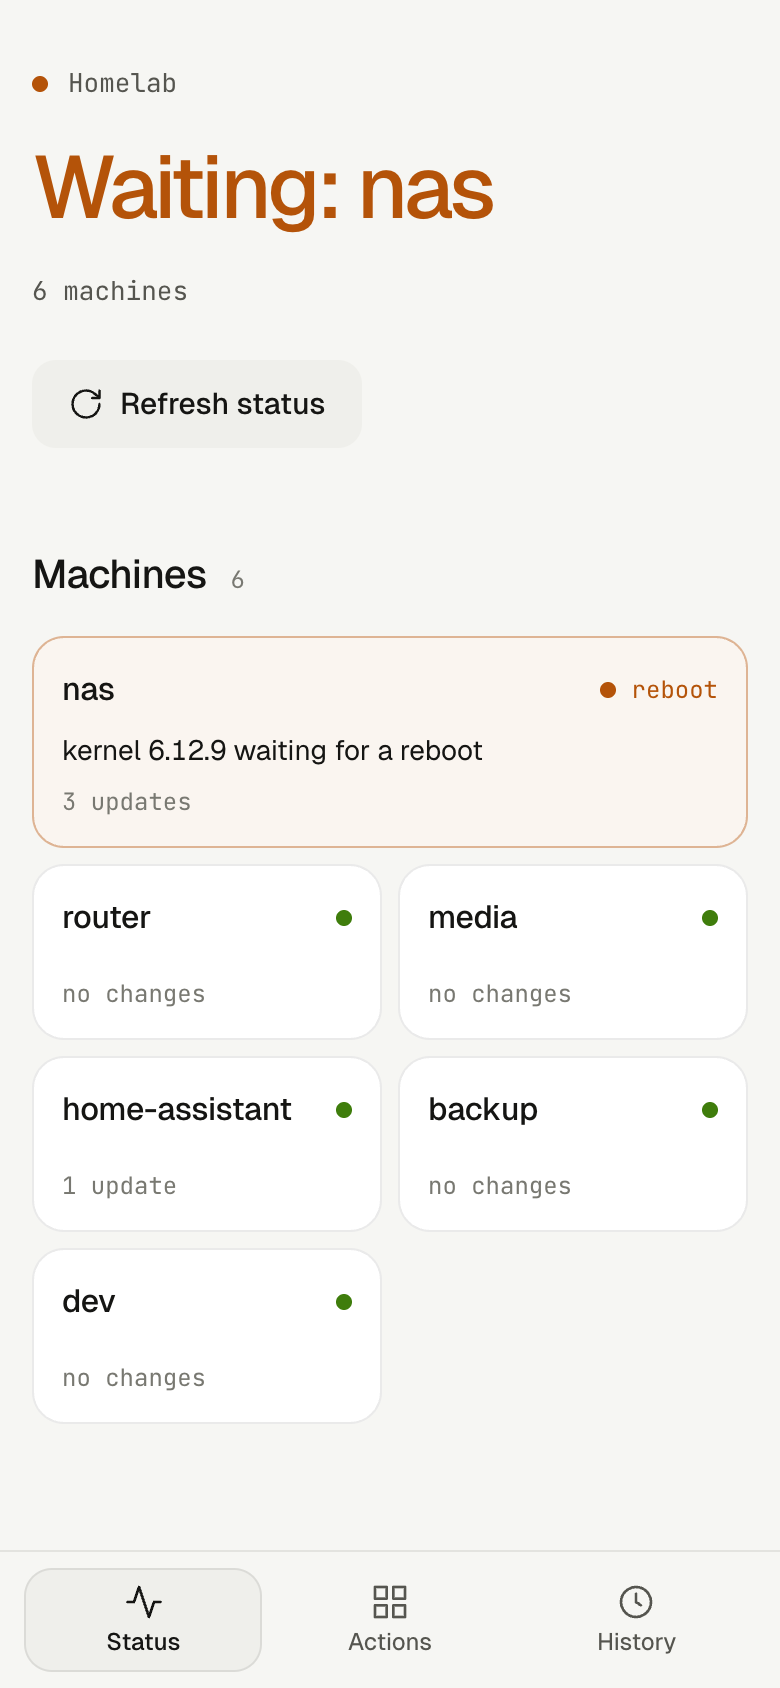 Homelab
Waiting: nas
6 machines
Refresh status
Machines 6
nas
reboot
kernel 6.12.9 waiting for a reboot
3 updates
router
no changes
media
no changes
home-assistant
1 update
backup
no changes
dev
no changes
Status
Actions
History